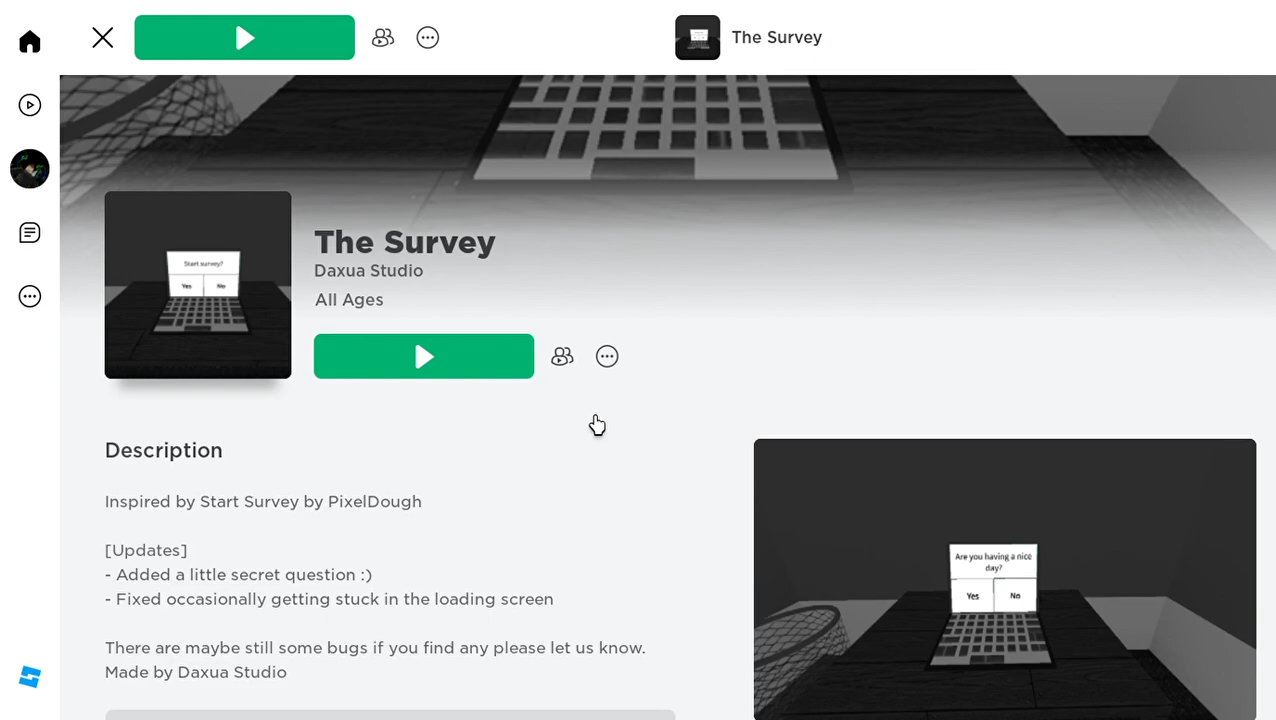 The Survey
Start survey?
Yes No
The Survey
Daxua Studio
All Ages
Description
Inspired by Start Survey by PixelDough
[Updates]
- Added a little secret question :)
- Fixed occasionally getting stuck in the loading screen
There are maybe still some bugs if you find any please let us know.
Made by Daxua Studio
Are you having a nice
day?
Yes No